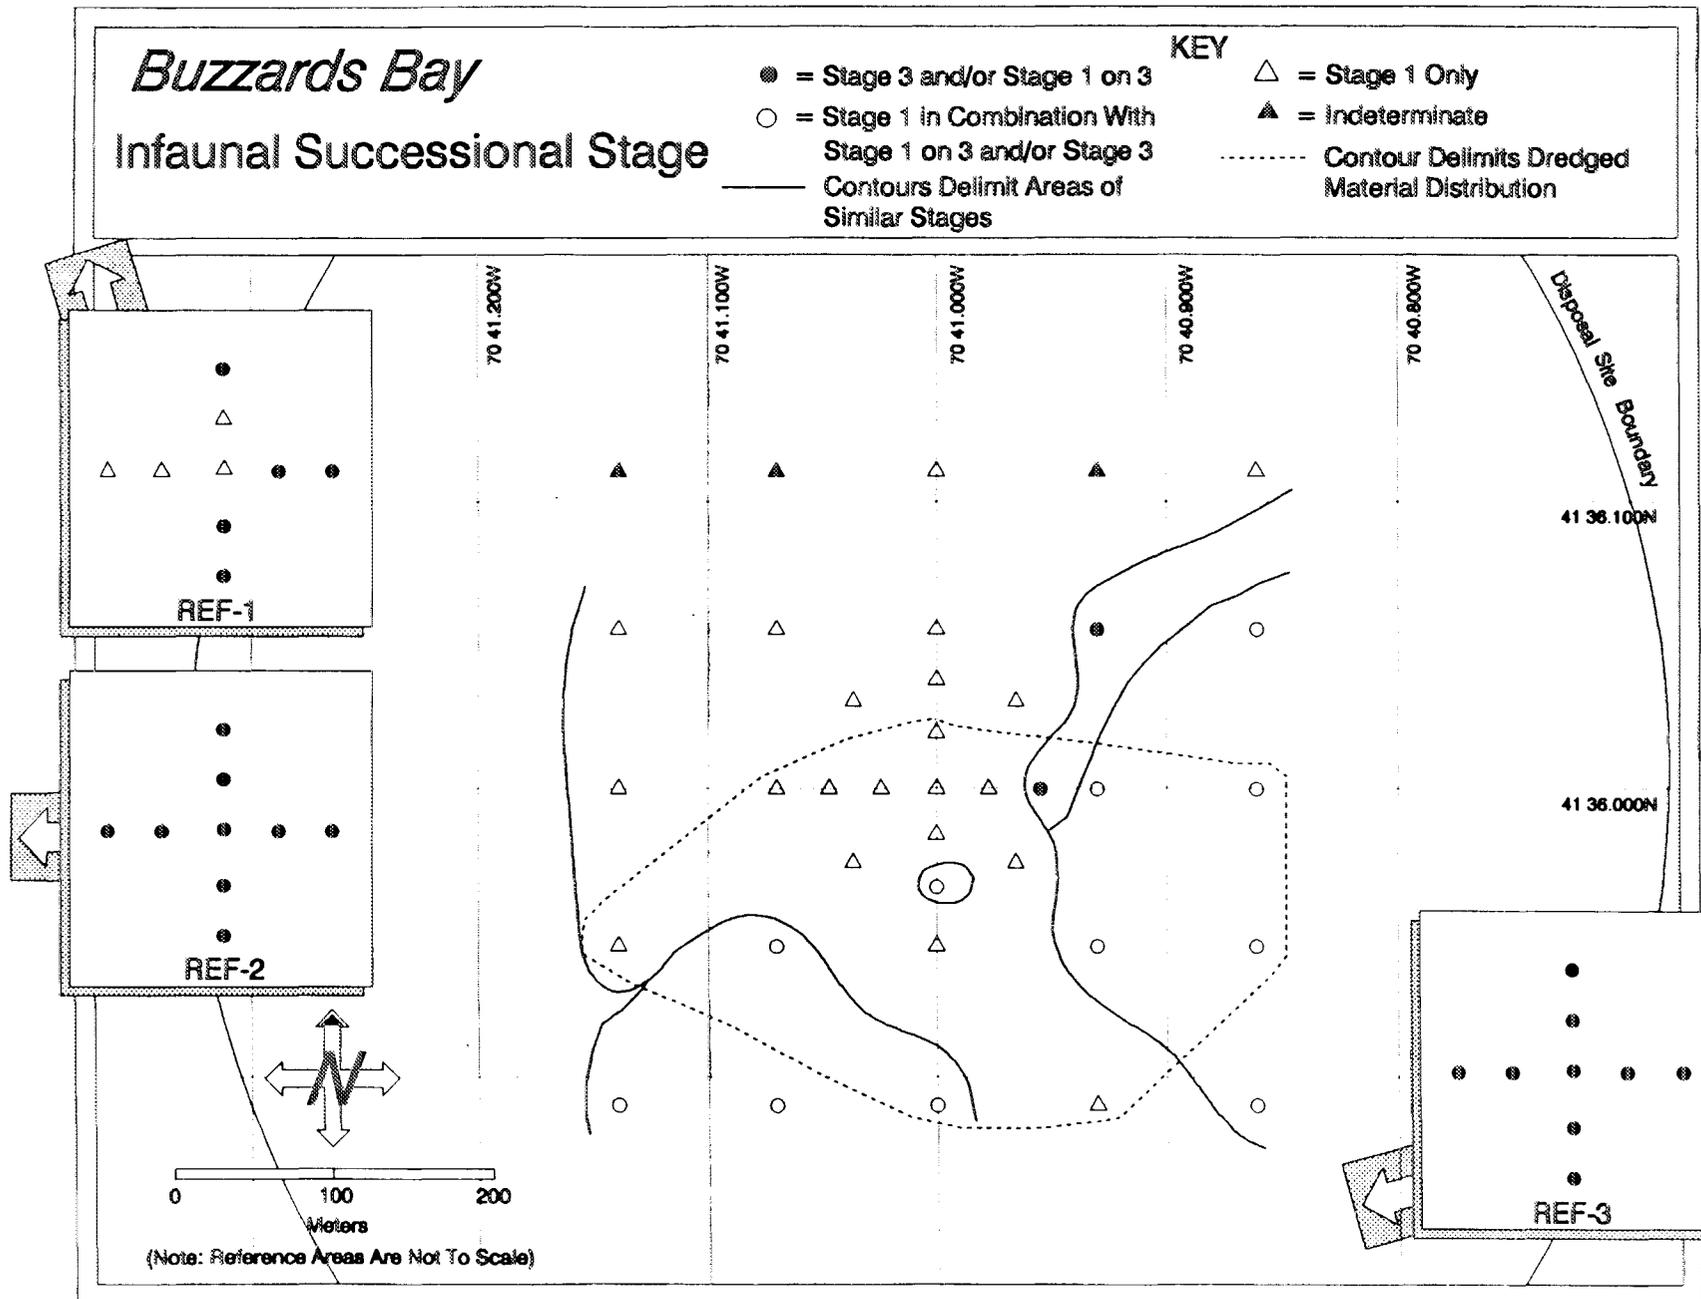 Buzzards Bay
Infaunal Successional Stage
KEY
= Stage 3 and/or Stage 1 on 3
= Stage 1 in Combination With
Stage 1 on 3 and/or Stage 3
Contours Delimit Areas of
Similar Stages
= Stage 1 Only
= Indeterminate
Contour Delimits Dredged
Material Distribution
70 41.200W
70 41.100W
70 41.000W
70 40.900W
70 40.800W
Disposal Site Boundary
41 36.100N
41 36.000N
REF-1
REF-2
REF-3
N
0 100 200
Meters
(Note: Reference Areas Are Not To Scale)